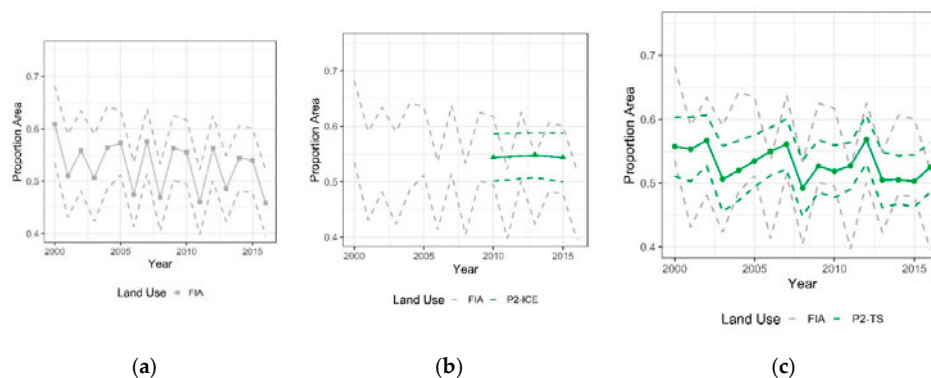 0.7
0.6
0.5
0.4
Proportion Area
2000 2005 2010 2015
Year
Land Use FIA
(a)
0.7
0.6
0.5
0.4
Proportion Area
2000 2005 2010 2015
Year
Land Use FIA P2-ICE
(b)
0.7
0.6
0.5
0.4
Proportion Area
2000 2005 2010 2015
Year
Land Use FIA P2-TS
(c)